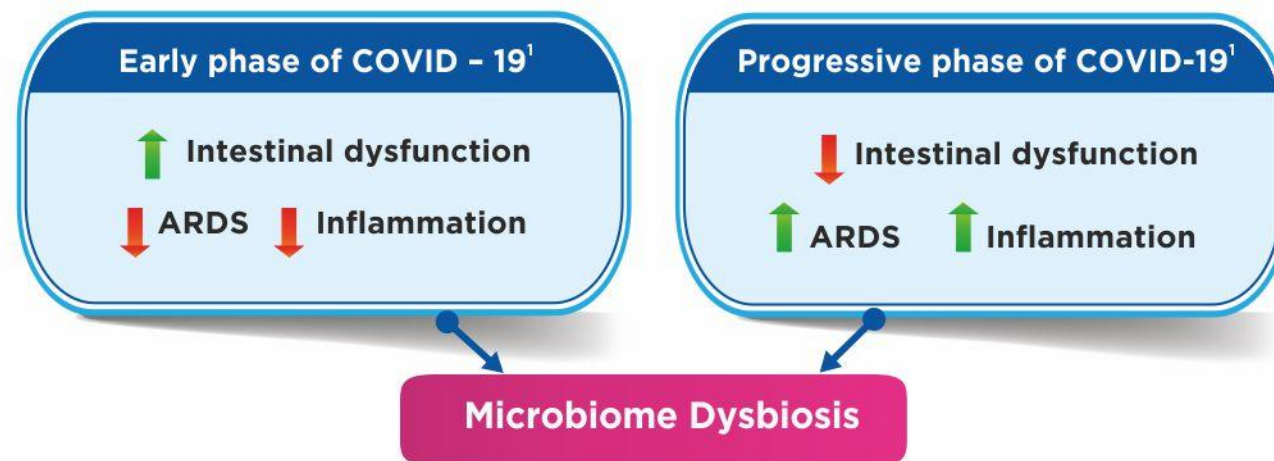 Early phase of COVID – 19¹
Intestinal dysfunction
ARDS Inflammation
Progressive phase of COVID-19¹
Intestinal dysfunction
ARDS Inflammation
Microbiome Dysbiosis